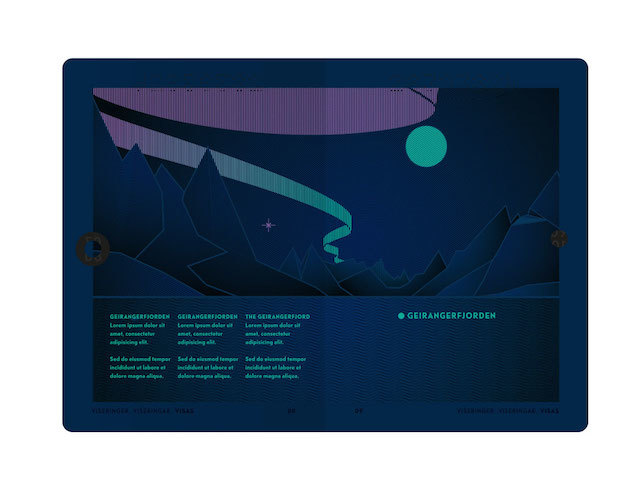 GEIRANGERFJORDEN
Lorem ipsum dolor sit
amet, consectetur
adipisicing elit.
Sed do eiusmod tempor
incididunt ut labore et
dolore magna aliqua.
GEIRANGERFJORDEN
Lorem ipsum dolor sit
amet, consectetur
adipisicing elit.
Sed do eiusmod tempor
incididunt ut labore et
dolore magna aliqua.
THE GEIRANGERFJORD
Lorem ipsum dolor sit
amet, consectetur
adipisicing elit.
Sed do eiusmod tempor
incididunt ut labore et
dolore magna aliqua.
GEIRANGERFJORDEN
VISERINGER VISERINGAR VISAS
VISERINGER VISERINGAR VISAS